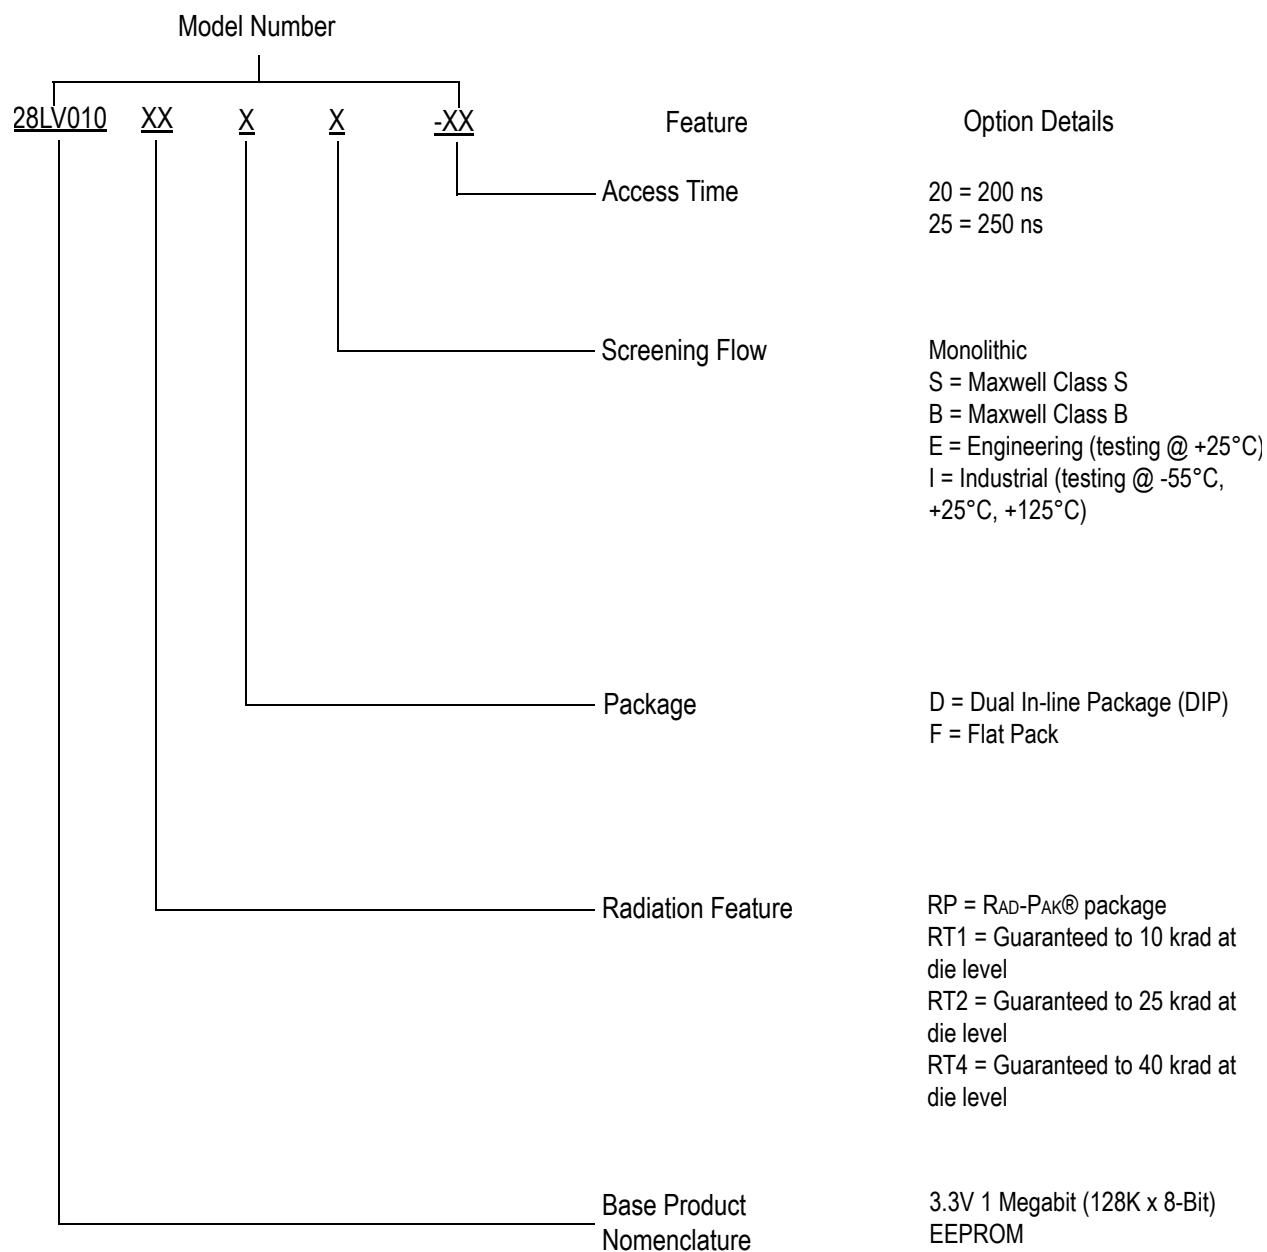 Model Number
28LV010 XX X X -XX Feature Option Details
Access Time 20 = 200 ns
25 = 250 ns
Screening Flow Monolithic
S = Maxwell Class S
B = Maxwell Class B
E = Engineering (testing @ +25°C)
I = Industrial (testing @ -55°C,
+25°C, +125°C)
Package D = Dual In-line Package (DIP)
F = Flat Pack
Radiation Feature RP = RAD-PAK® package
RT1 = Guaranteed to 10 krad at
die level
RT2 = Guaranteed to 25 krad at
die level
RT4 = Guaranteed to 40 krad at
die level
Base Product 3.3V 1 Megabit (128K x 8-Bit)
Nomenclature EEPROM